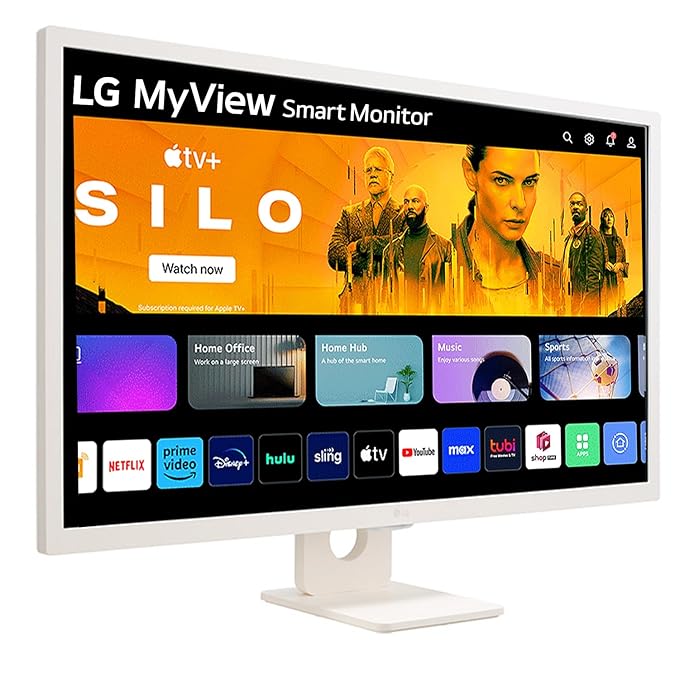 LG MyView Smart Monitor
tv+
SILO
Watch now
Subscription required for Apple TV+
Home Office
Work on a large screen
Home Hub
A hub of the smart home
Music
Enjoy various songs
Sports
NETFLIX
prime video
Disney+
hulu
sling
tv
YouTube
max
tubi
shop
APPS
LG